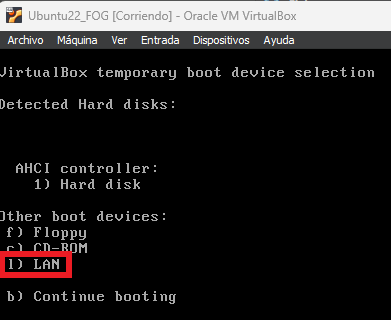 Ubuntu22_FOG [Corriendo] - Oracle VM VirtualBox
Archivo Máquina Ver Entrada Dispositivos Ayuda
VirtualBox temporary boot device selection
Detected Hard disks:
AHCI controller:
1) Hard disk
Other boot devices:
f) Floppy
c) CD-ROM
l) LAN
b) Continue booting